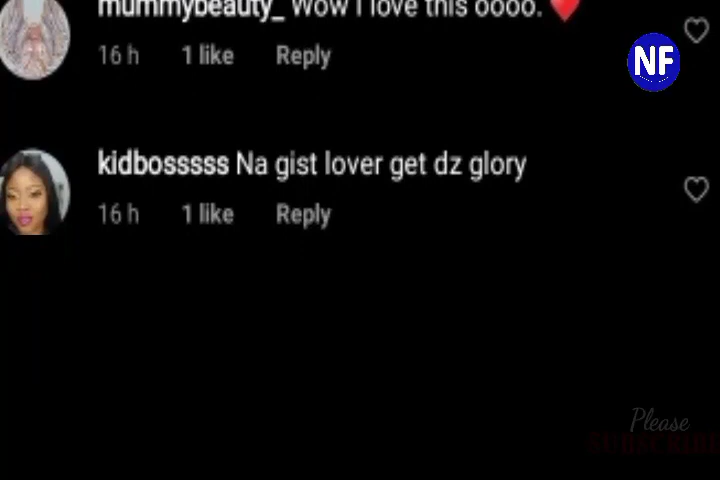 mummybeauty_ Wow I love this oooo. ❤️
16 h 1 like Reply
NF
kidbosssss Na gist lover get dz glory
16 h 1 like Reply
Please
SUBSCRIBE